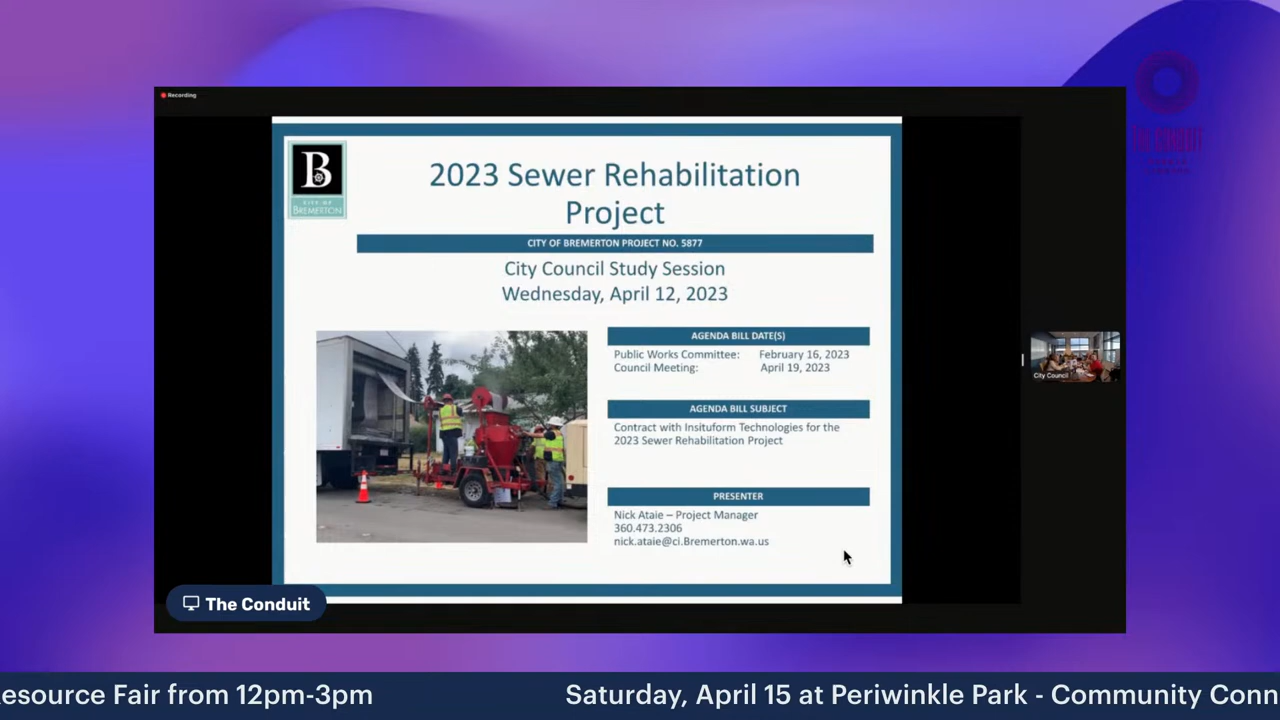 Recording
B
CITY OF
BREMERTON
2023 Sewer Rehabilitation
Project
CITY OF BREMERTON PROJECT NO. 5877
City Council Study Session
Wednesday, April 12, 2023
AGENDA BILL DATE(S)
Public Works Committee: February 16, 2023
Council Meeting: April 19, 2023
AGENDA BILL SUBJECT
Contract with Insituform Technologies for the
2023 Sewer Rehabilitation Project
PRESENTER
Nick Ataie – Project Manager
360.473.2306
nick.ataie@ci.Bremerton.wa.us
City Council
THE CONDUIT
The Conduit
esource Fair from 12pm-3pm Saturday, April 15 at Periwinkle Park - Community Conn